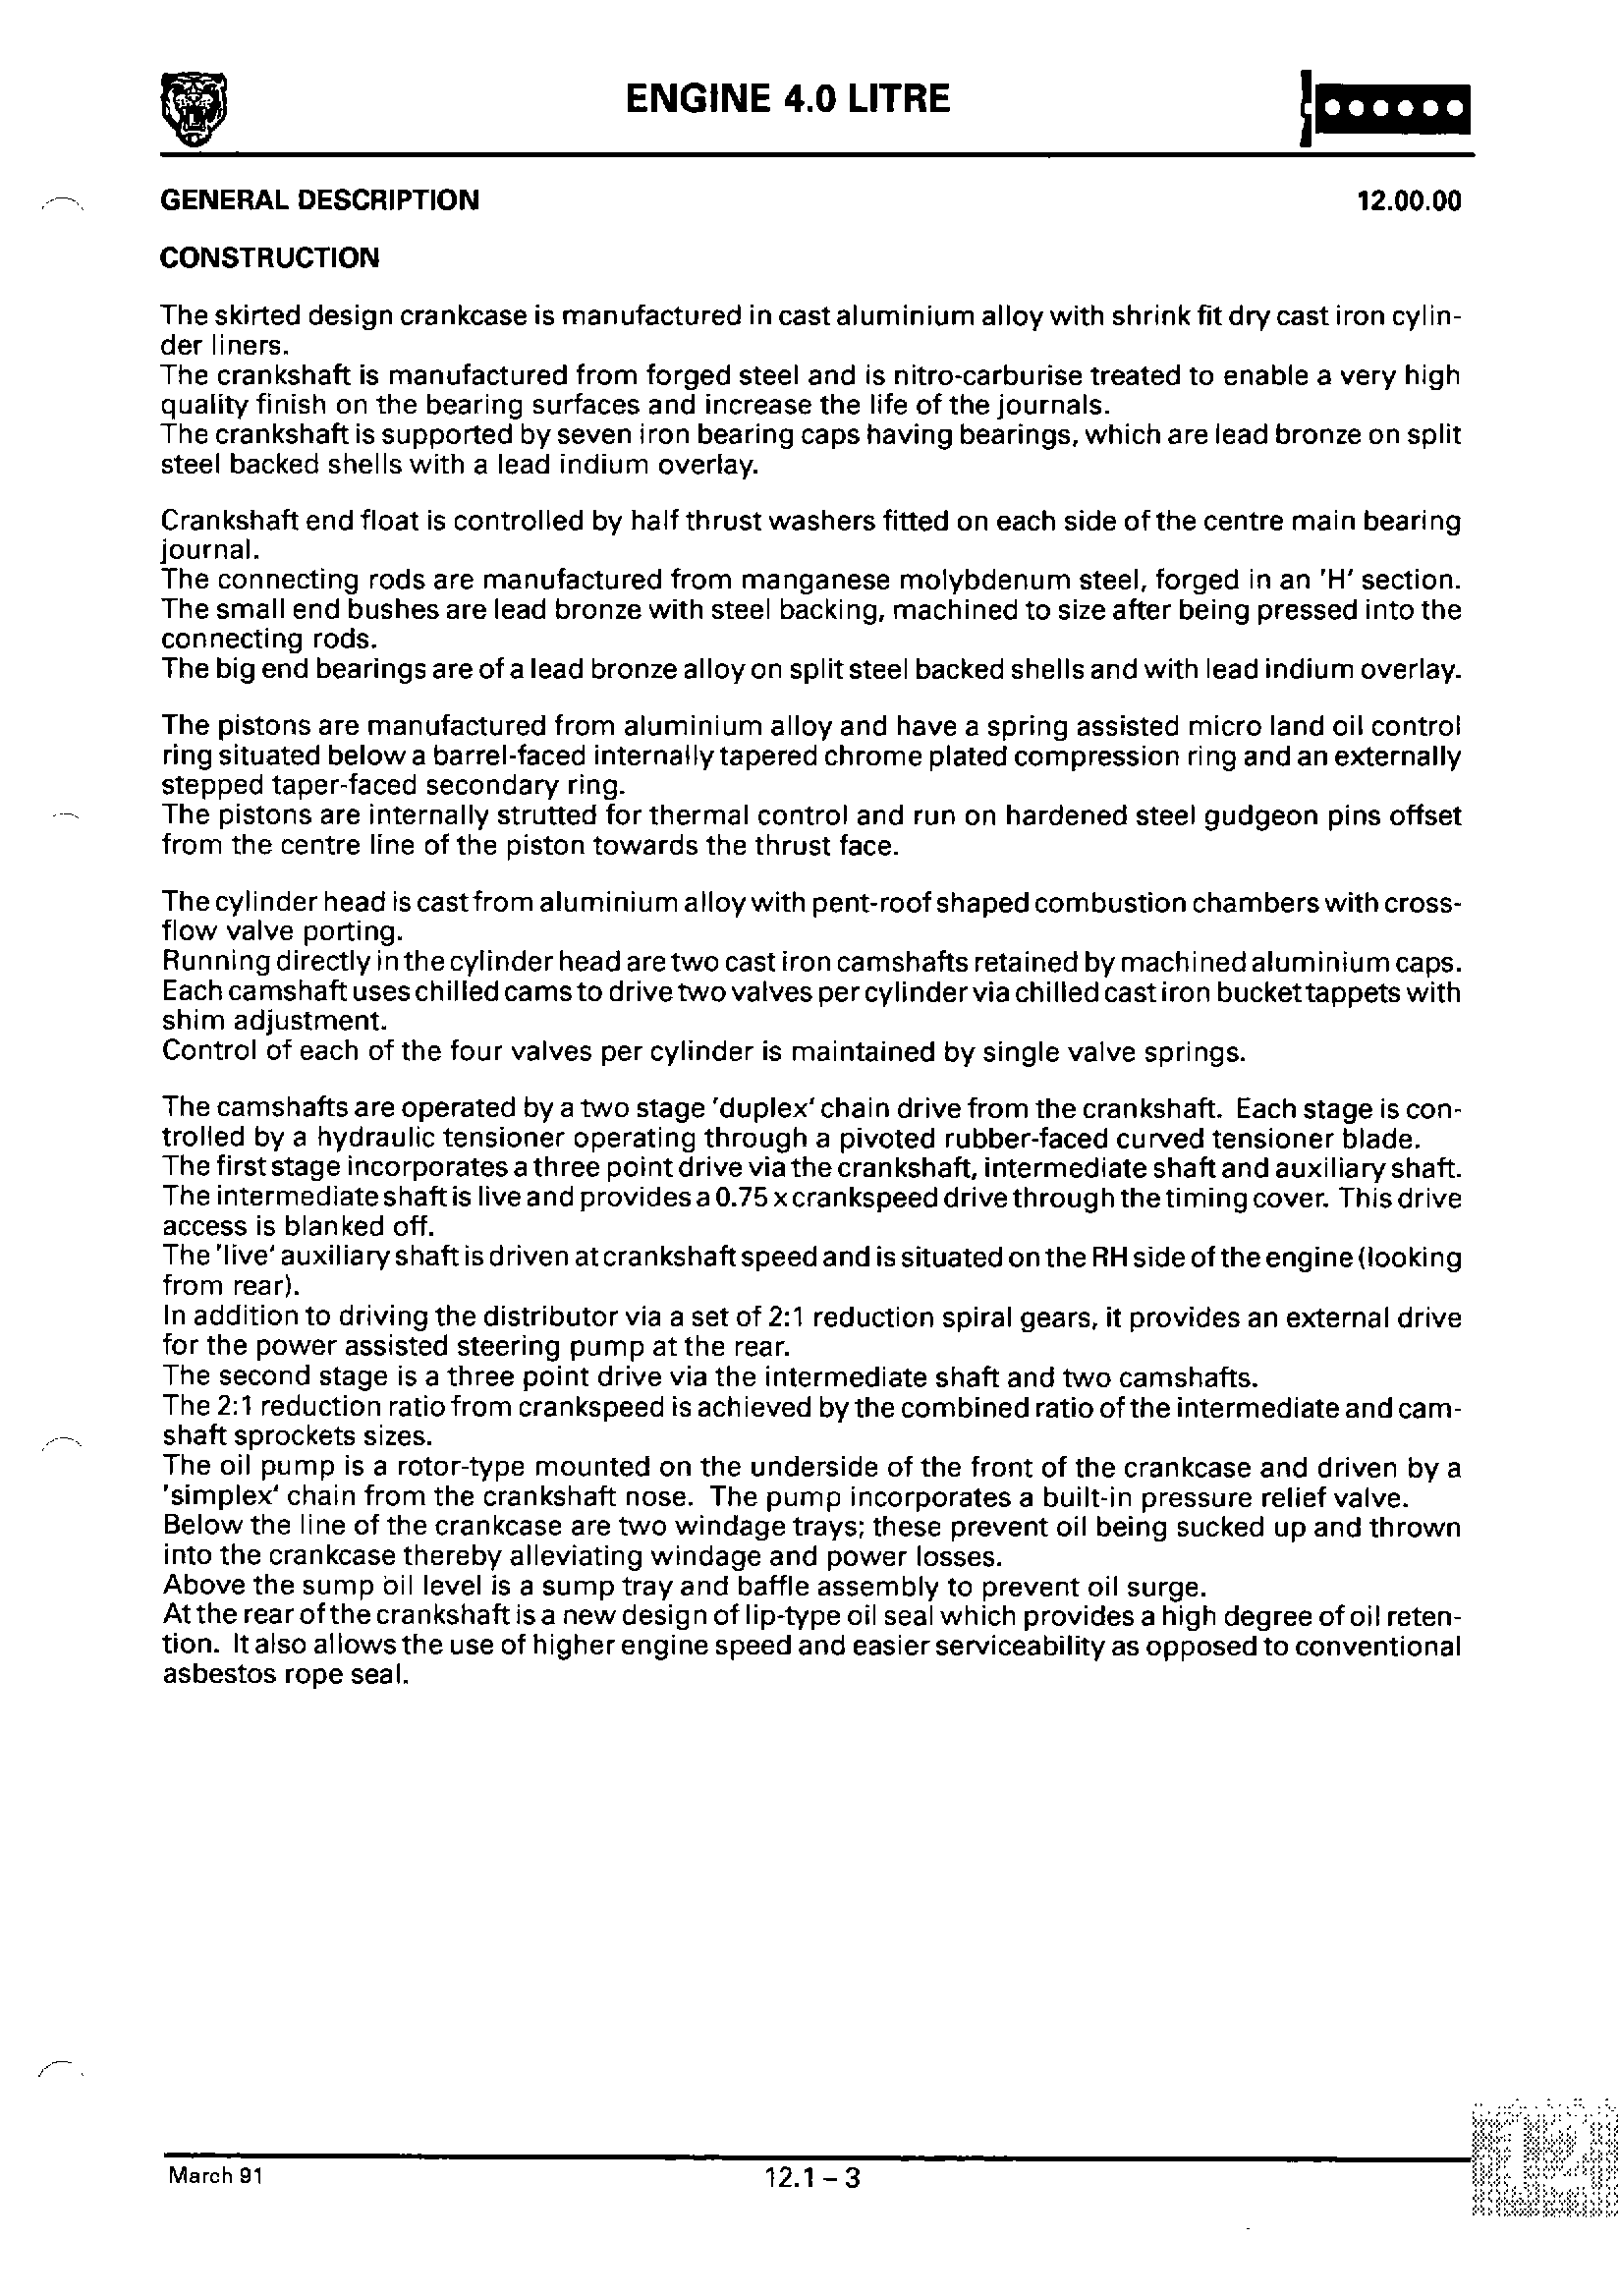 ENGINE 4.0 LITRE
GENERAL DESCRIPTION 12.00.00
CONSTRUCTION
The skirted design crankcase is manufactured in cast aluminium alloy with shrink fit dry cast iron cylin-
der liners.
The crankshaft is manufactured from forged steel and is nitro-carburise treated to enable a very high
quality finish on the bearing surfaces and increase the life of the journals.
The crankshaft is supported by seven iron bearing caps having bearings, which are lead bronze on split
steel backed shells with a lead indium overlay.
Crankshaft end float is controlled by half thrust washers fitted on each side of the centre main bearing
journal.
The connecting rods are manufactured from manganese molybdenum steel, forged in an 'H' section.
The small end bushes are lead bronze with steel backing, machined to size after being pressed into the
connecting rods.
The big end bearings are of a lead bronze alloy on split steel backed shells and with lead indium overlay.
The pistons are manufactured from aluminium alloy and have a spring assisted micro land oil control
ring situated below a barrel-faced internally tapered chrome plated compression ring and an externally
stepped taper-faced secondary ring.
The pistons are internally strutted for thermal control and run on hardened steel gudgeon pins offset
from the centre line of the piston towards the thrust face.
The cylinder head is cast from aluminium alloy with pent-roof shaped combustion chambers with cross-
flow valve porting.
Running directly in the cylinder head are two cast iron camshafts retained by machined aluminium caps.
Each camshaft uses chilled cams to drive two valves per cylinder via chilled cast iron bucket tappets with
shim adjustment.
Control of each of the four valves per cylinder is maintained by single valve springs.
The camshafts are operated by a two stage 'duplex' chain drive from the crankshaft. Each stage is con-
trolled by a hydraulic tensioner operating through a pivoted rubber-faced curved tensioner blade.
The first stage incorporates a three point drive via the crankshaft, intermediate shaft and auxiliary shaft.
The intermediate shaft is live and provides a 0.75 x crankspeed drive through the timing cover. This drive
access is blanked off.
The 'live' auxiliary shaft is driven at crankshaft speed and is situated on the RH side of the engine (looking
from rear).
In addition to driving the distributor via a set of 2:1 reduction spiral gears, it provides an external drive
for the power assisted steering pump at the rear.
The second stage is a three point drive via the intermediate shaft and two camshafts.
The 2:1 reduction ratio from crankspeed is achieved by the combined ratio of the intermediate and cam-
shaft sprockets sizes.
The oil pump is a rotor-type mounted on the underside of the front of the crankcase and driven by a
'simplex' chain from the crankshaft nose. The pump incorporates a built-in pressure relief valve.
Below the line of the crankcase are two windage trays; these prevent oil being sucked up and thrown
into the crankcase thereby alleviating windage and power losses.
Above the sump oil level is a sump tray and baffle assembly to prevent oil surge.
At the rear of the crankshaft is a new design of lip-type oil seal which provides a high degree of oil reten-
tion. It also allows the use of higher engine speed and easier serviceability as opposed to conventional
asbestos rope seal.
March 91 12.1 – 3
12